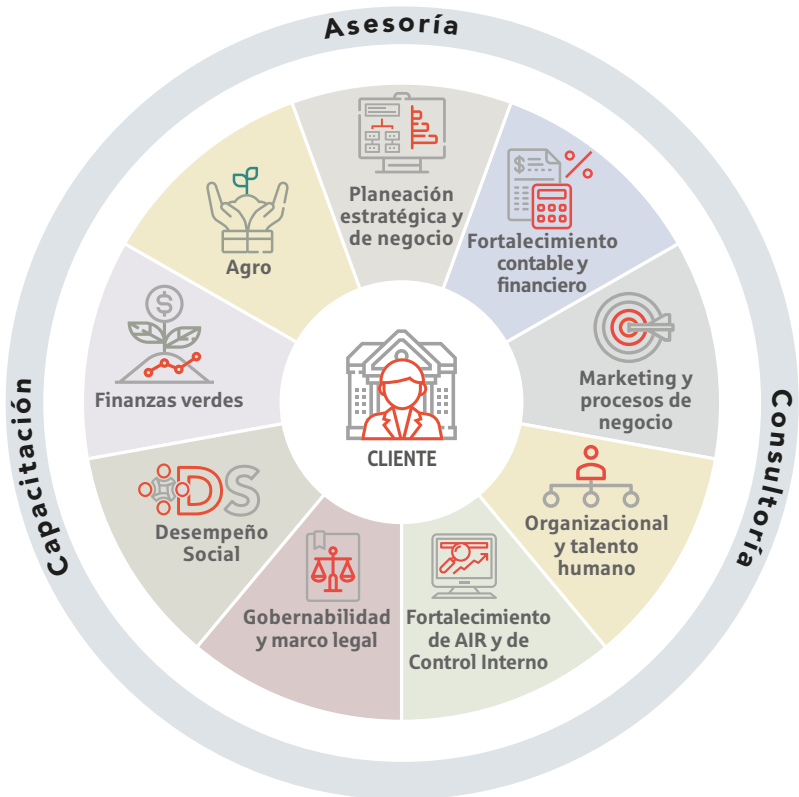 Asesoría
Planeación
estratégica y
de negocio
$
%
Fortalecimiento
contable y
financiero
Marketing y
procesos de
negocio
Consultoría
Organizacional
y talento
humano
Fortalecimiento
de AIR y de
Control Interno
Gobernabilidad
y marco legal
DS
Desempeño
Social
Capacitación
$
Finanzas verdes
Agro
CLIENTE